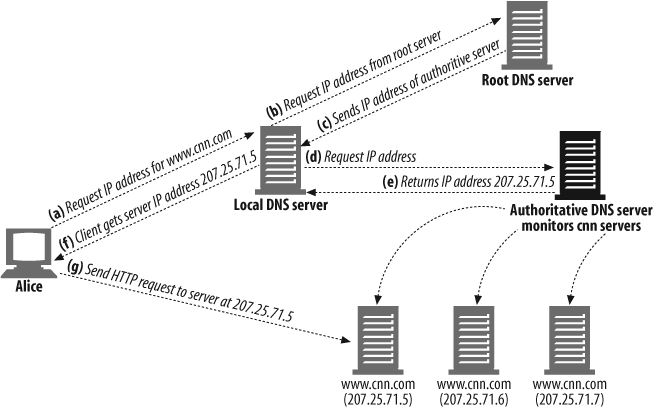 Root DNS server
(b) Request IP address from root server
(c) Sends IP address of authoritive server
(a) Request IP address for www.cnn.com
Local DNS server
(d) Request IP address
(e) Returns IP address 207.25.71.5
Authoritative DNS server
monitors cnn servers
(f) Client gets server IP address 207.25.71.5
Alice
(g) Send HTTP request to server at 207.25.71.5
www.cnn.com
(207.25.71.5)
www.cnn.com
(207.25.71.6)
www.cnn.com
(207.25.71.7)